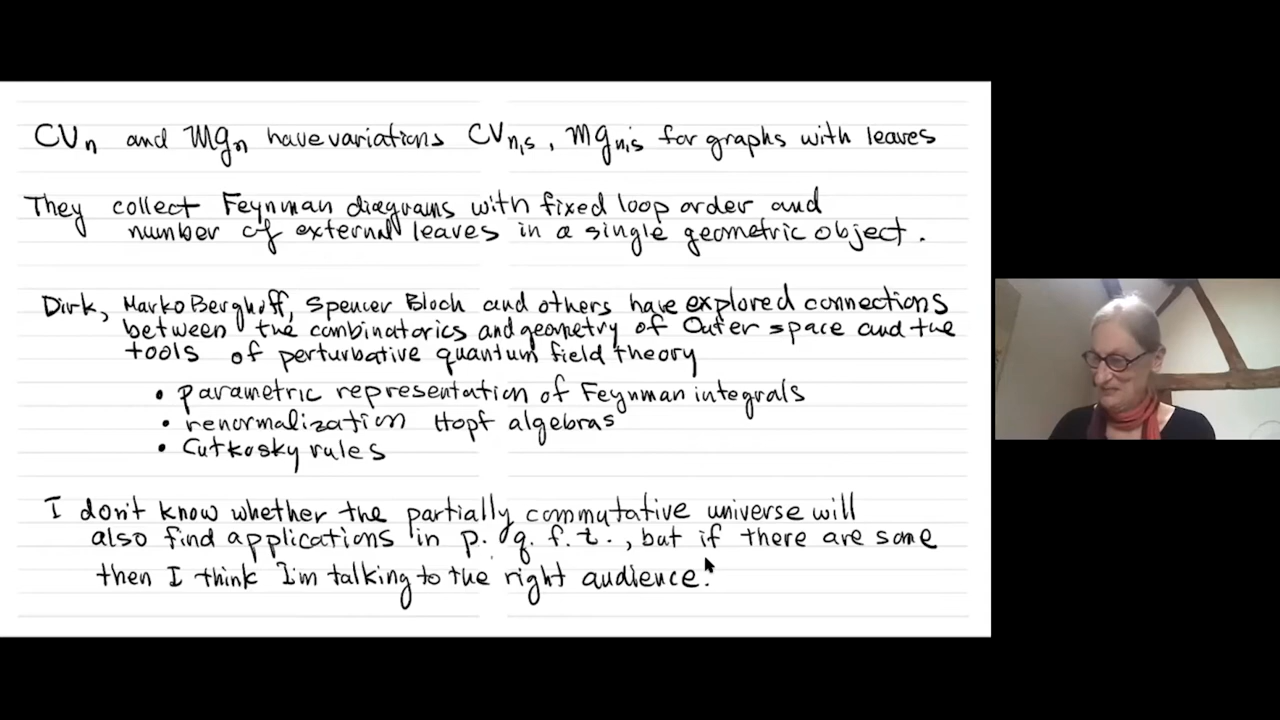 CVn and MGn have variations CVn,s, MGn,s for graphs with leaves
They collect Feynman diagrams with fixed loop order and
number of external leaves in a single geometric object.
Dirk, Marko Berghoff, Spencer Bloch and others have explored connections
between the combinatorics and geometry of Outer space and the
tools of perturbative quantum field theory
• parametric representation of Feynman integrals
• renormalization Hopf algebras
• Cutkosky rules
I don't know whether the partially commutative universe will
also find applications in p. q. f. t., but if there are some
then I think I'm talking to the right audience!